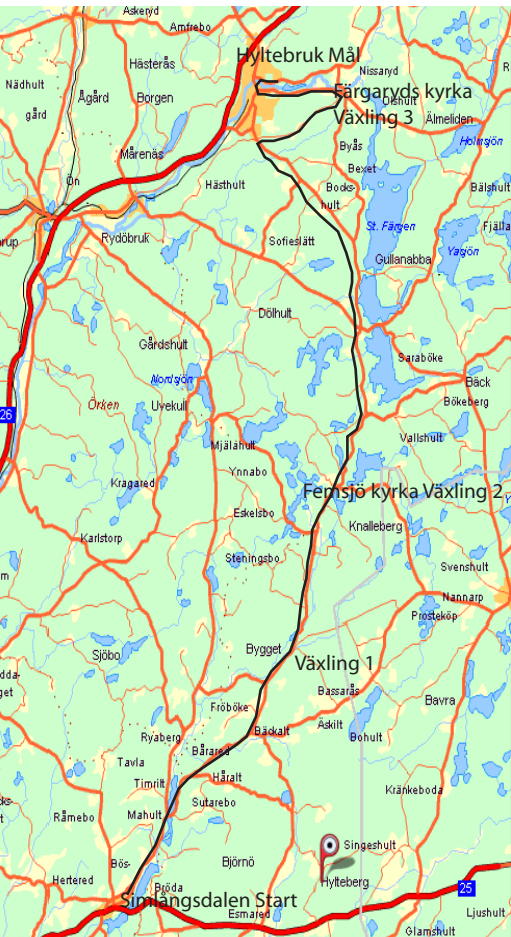 Askeryd
Amfrebo
Hyltebruk Mål
Hästerås
Nissaryd
Nädhult
Ågård
Borgen
Färgaryds kyrka
gård
Växling 3
Ålmeliden
Byås
Holmsjön
Mårenäs
Bexet
Ön
Hästhult
Bocks-
hult
Bälshult
St. Färgen
Fjälla
Rydöbruk
rup
Sofieslätt
Yasjön
Gullanabba
Dölhult
Gårdshult
Saraböke
Nordsjön
Bäck
Örken
Uvekull
Bökeberg
26
Vallshult
Mjälahult
Ynnabo
Kragared
Femsjö kyrka Växling 2
Eskelsbo
Knalleberg
Karlstorp
Steningsbo
Svenshult
m
Nannarp
Prosteköp
Bygget
Sjöbo
Växling 1
dda-
get
Bassarås
Bavra
Fröböke
Äskilt
Ryaberg
Bäckalt
Bohult
Bårared
Tavla
Håralt
Timrilt
Kränkeboda
Sutarebo
Mahult
Råmebo
Singeshult
Bös-
Björnö
Hertered
Hylteberg
Bröda
25
Simlångsdalen Start
Esmared
Ljushult
Glamshult